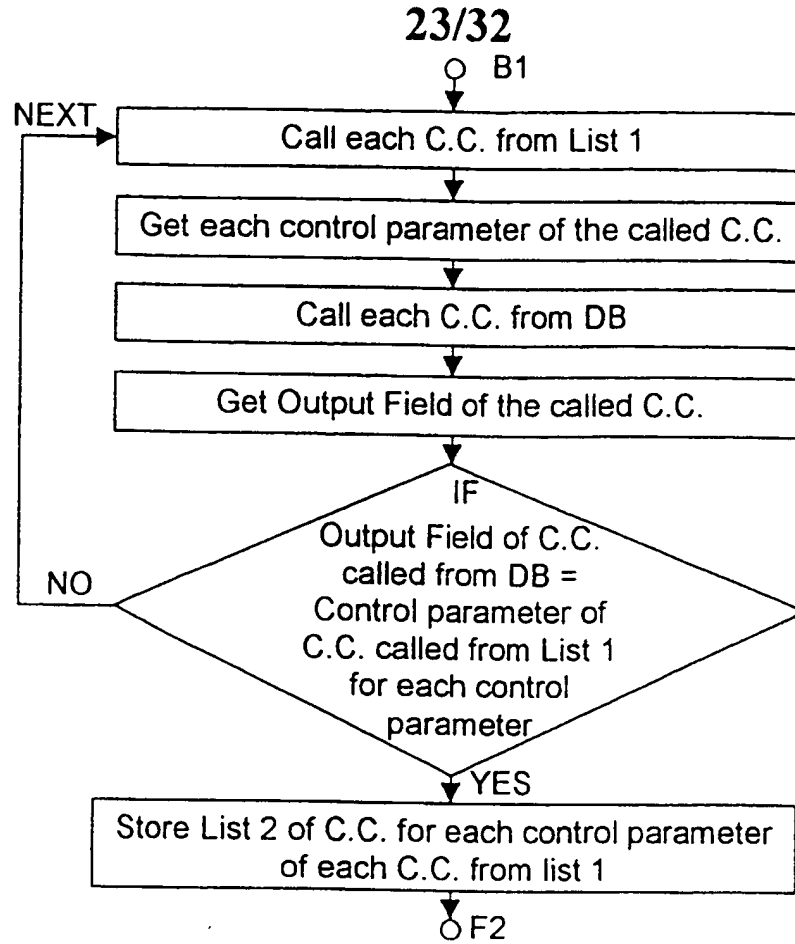 23/32
B1
NEXT
Call each C.C. from List 1
Get each control parameter of the called C.C.
Call each C.C. from DB
Get Output Field of the called C.C.
IF
Output Field of C.C.
called from DB =
Control parameter of
C.C. called from List 1
for each control
parameter
NO
YES
Store List 2 of C.C. for each control parameter
of each C.C. from list 1
F2